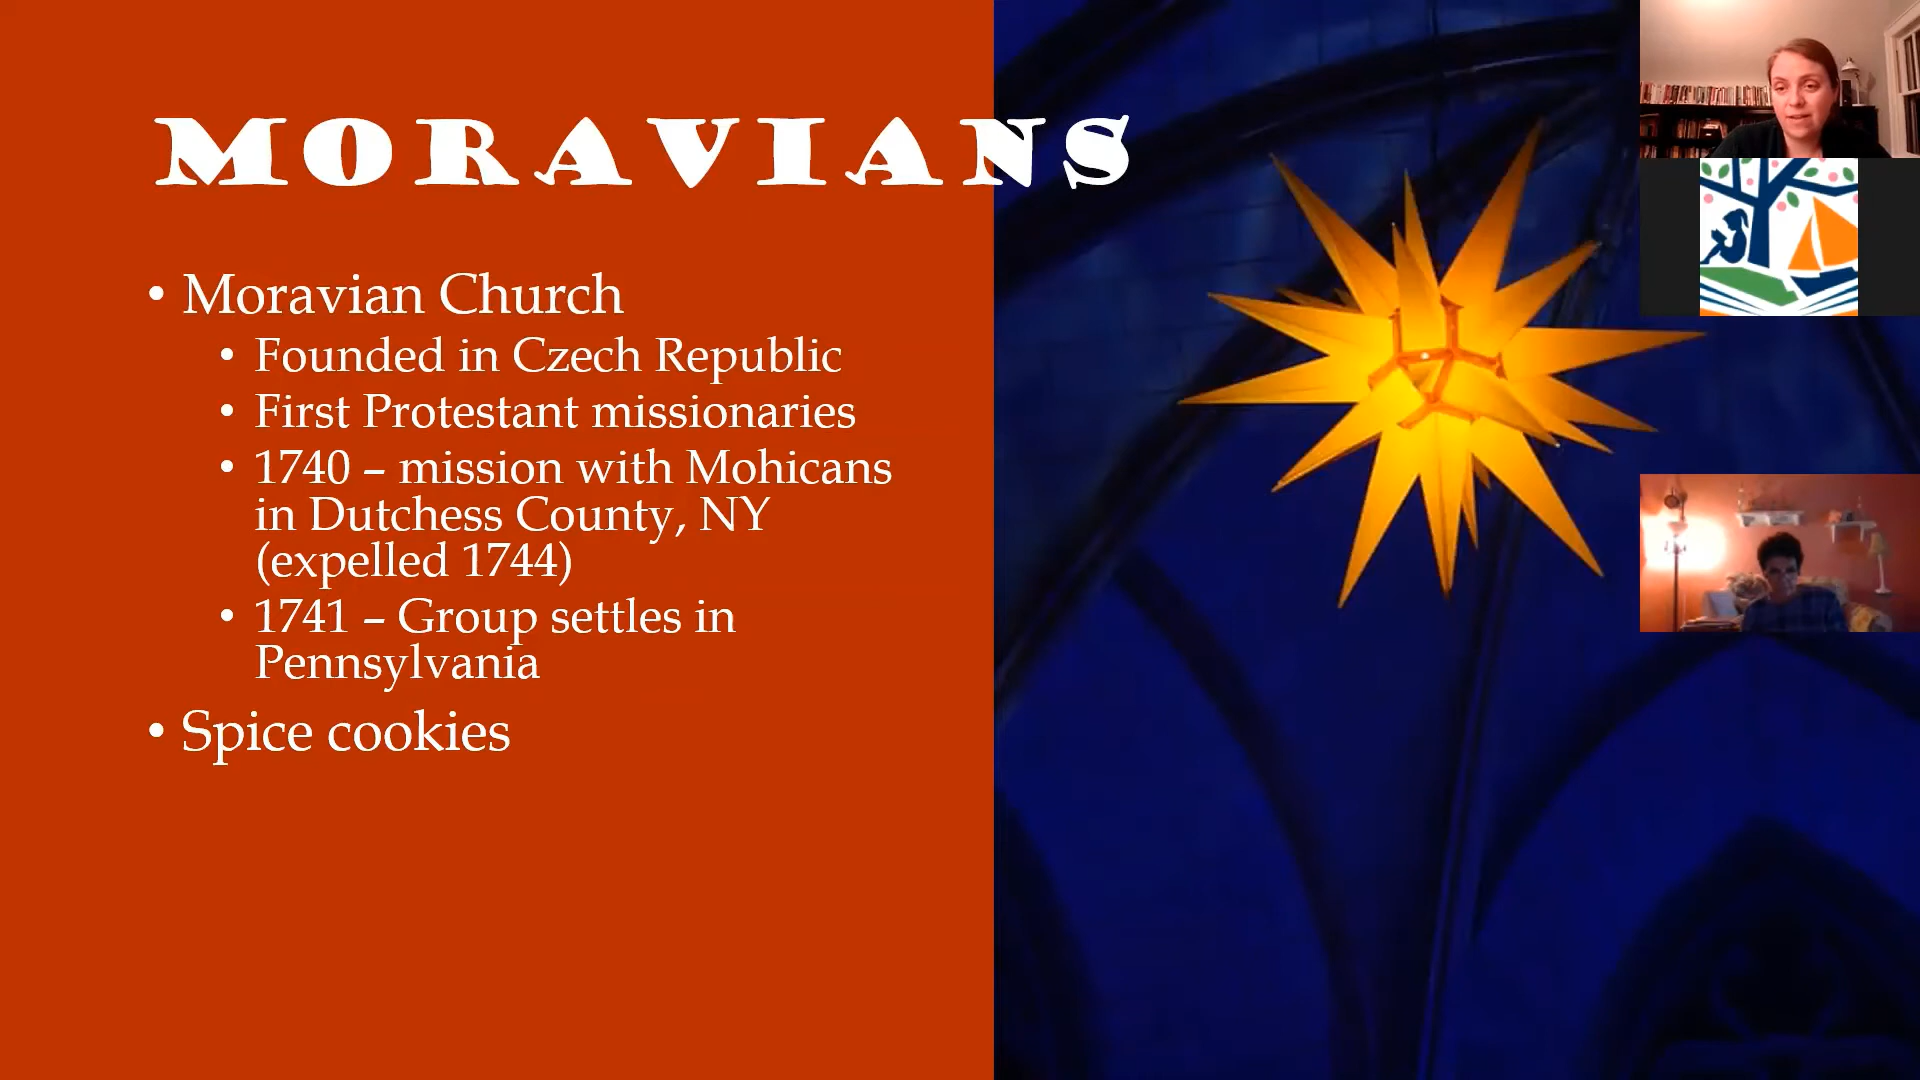 MORAVIANS
• Moravian Church
• Founded in Czech Republic
• First Protestant missionaries
• 1740 – mission with Mohicans
in Dutchess County, NY
(expelled 1744)
• 1741 – Group settles in
Pennsylvania
• Spice cookies